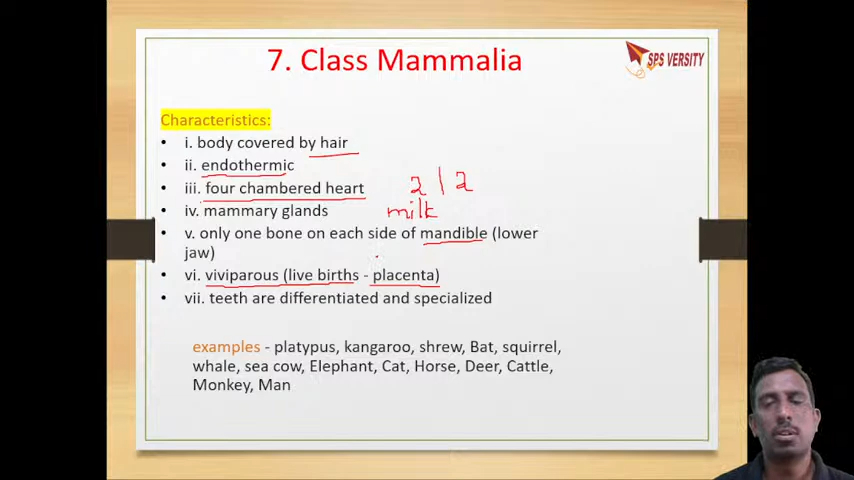 7. Class Mammalia
SPS VERSITY
Characteristics:
• i. body covered by hair
• ii. endothermic
• iii. four chambered heart 2 | 2
• iv. mammary glands milk
• v. only one bone on each side of mandible (lower
jaw)
• vi. viviparous (live births - placenta)
• vii. teeth are differentiated and specialized
examples - platypus, kangaroo, shrew, Bat, squirrel,
whale, sea cow, Elephant, Cat, Horse, Deer, Cattle,
Monkey, Man